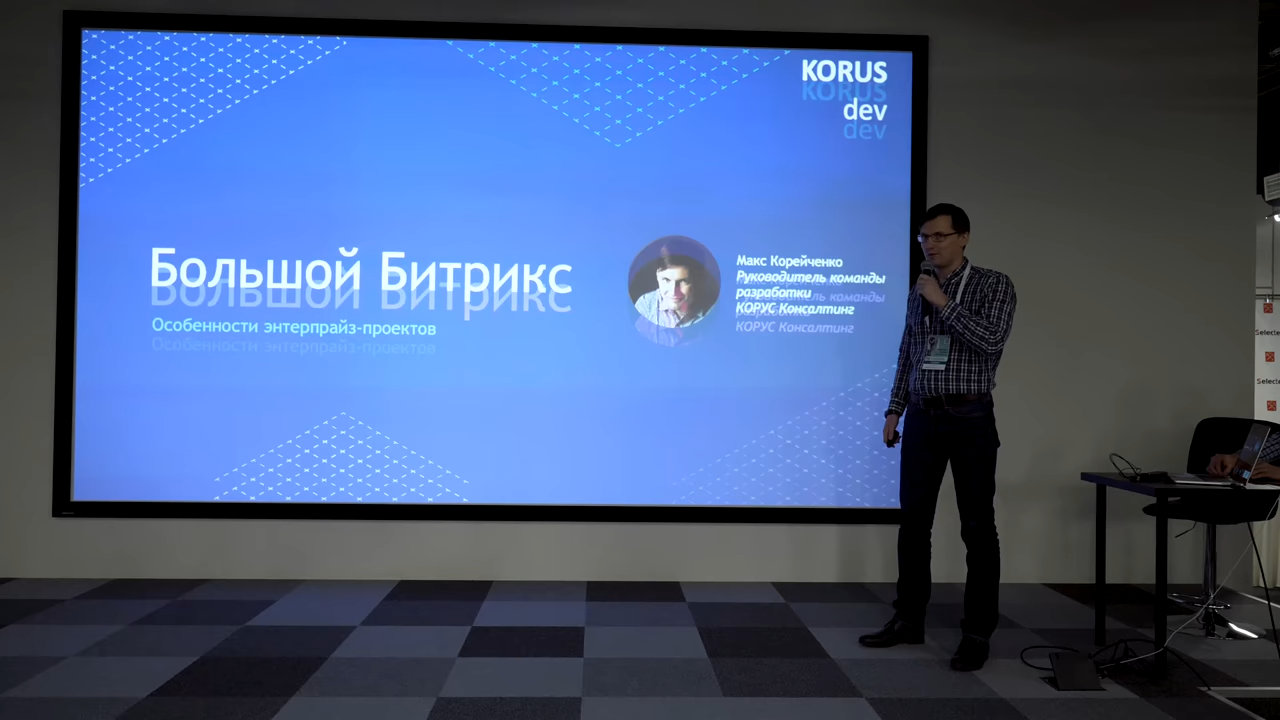 KORUS
dev
Большой Битрикс
Особенности энтерпрайз-проектов
Макс Корейченко
Руководитель команды
разработки
КОРУС Консалтинг